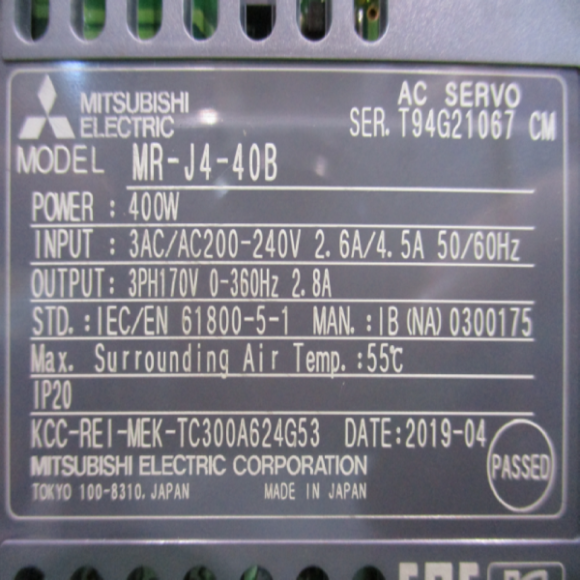 MITSUBISHI
ELECTRIC
AC SERVO
SER. T94G21067 CM
MODEL MR-J4-40B
POWER : 400W
INPUT : 3AC/AC200-240V 2.6A/4.5A 50/60Hz
OUTPUT: 3PH170V 0-360Hz 2.8A
STD. : IEC/EN 61800-5-1 MAN. : IB(NA)0300175
Max. Surrounding Air Temp. :55℃
IP20
KCC-REI-MEK-TC300A624G53 DATE:2019-04
MITSUBISHI ELECTRIC CORPORATION
PASSED
TOKYO 100-8310, JAPAN MADE IN JAPAN